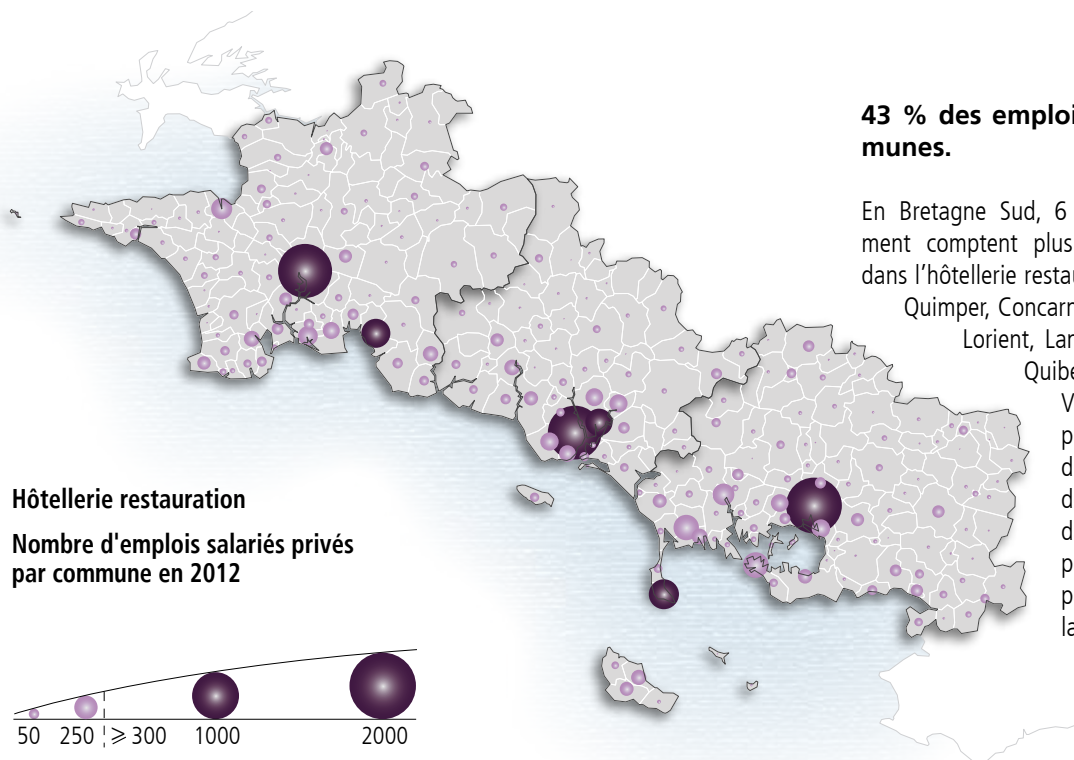 43 % des emploi
munes.
En Bretagne Sud, 6
ment comptent plus
dans l’hôtellerie restau
Quimper, Concarn
Lorient, Lan
Quibe
V
p
d
d
d
p
p
la
Hôtellerie restauration
Nombre d'emplois salariés privés
par commune en 2012
50 250 ⩾ 300 1000 2000